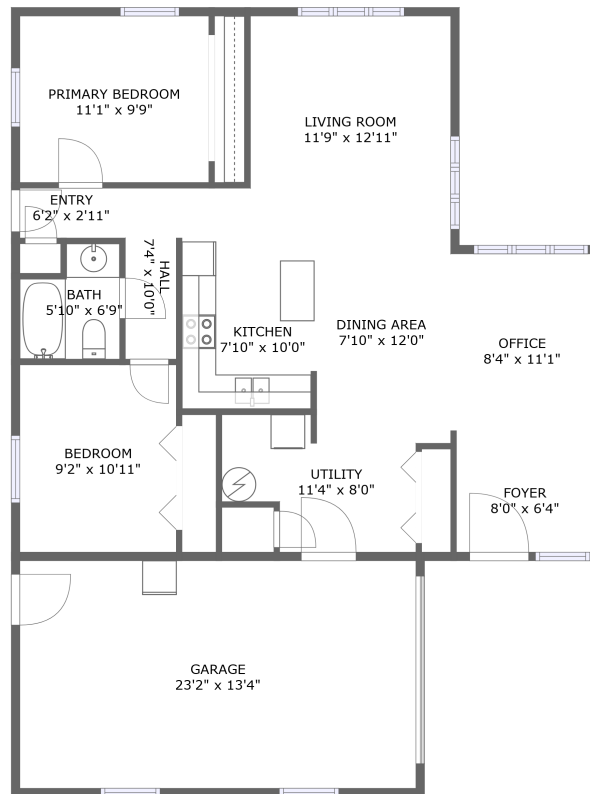 PRIMARY BEDROOM
11'1" x 9'9"
LIVING ROOM
11'9" x 12'11"
ENTRY
6'2" x 2'11"
HALL
7'4" x 10'0"
BATH
5'10" x 6'9"
KITCHEN
7'10" x 10'0"
DINING AREA
7'10" x 12'0"
OFFICE
8'4" x 11'1"
BEDROOM
9'2" x 10'11"
UTILITY
11'4" x 8'0"
FOYER
8'0" x 6'4"
GARAGE
23'2" x 13'4"